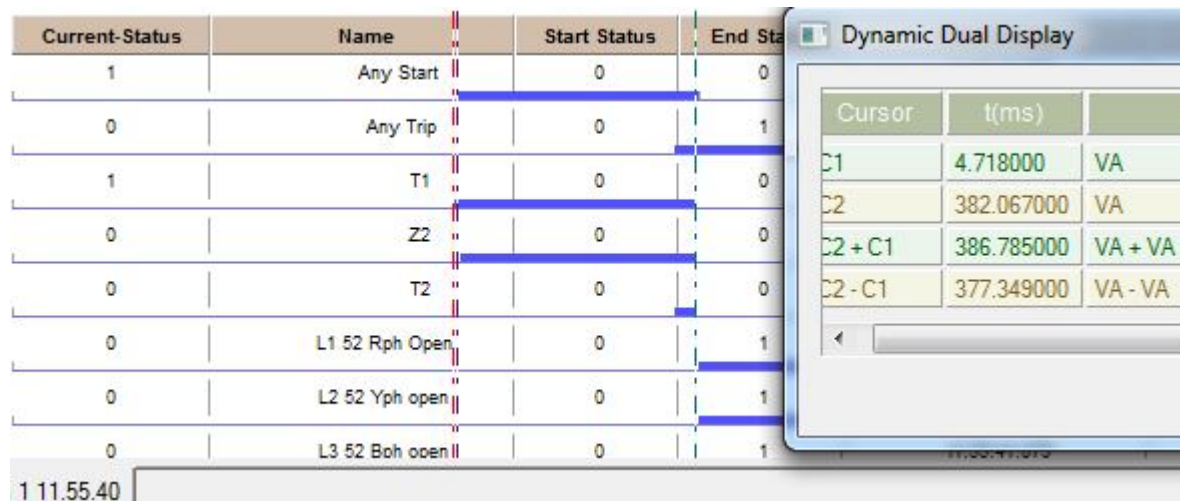 Current-Status Name Start Status End Sta
1 Any Start 0 0
0 Any Trip 0 1
1 T1 0 0
0 Z2 0 0
0 T2 0 0
0 L1 52 Rph Open 0 1
0 L2 52 Yph open 0 1
0 L3 52 Bph open 0 1
1 11.55.40
Dynamic Dual Display
Cursor t(ms)
C1 4.718000 VA
C2 382.067000 VA
C2 + C1 386.785000 VA + VA
C2 - C1 377.349000 VA - VA